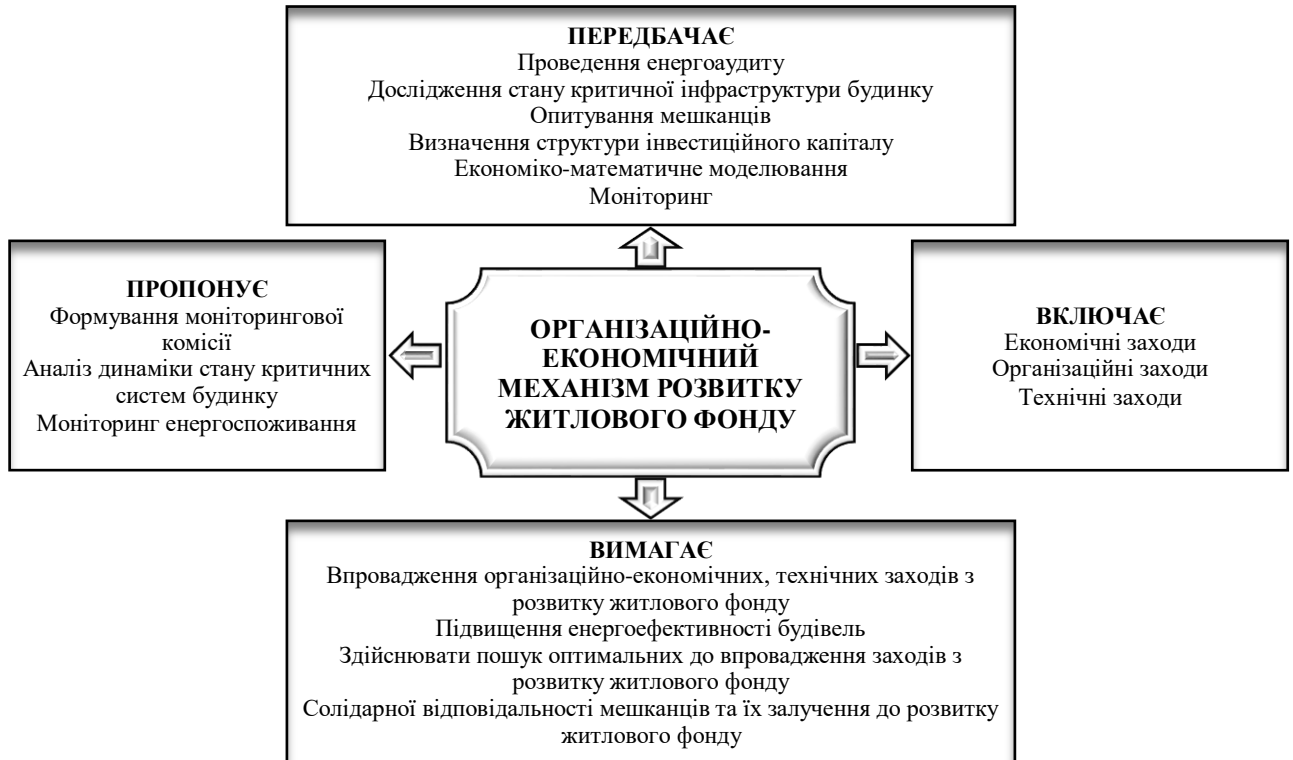 ПЕРЕДБАЧАЄ
Проведення енергоаудиту
Дослідження стану критичної інфраструктури будинку
Опитування мешканців
Визначення структури інвестиційного капіталу
Економіко-математичне моделювання
Моніторинг
ПРОПОНУЄ
Формування моніторингової
комісії
Аналіз динаміки стану критичних
систем будинку
Моніторинг енергоспоживання
ОРГАНІЗАЦІЙНО-
ЕКОНОМІЧНИЙ
МЕХАНІЗМ РОЗВИТКУ
ЖИТЛОВОГО ФОНДУ
ВКЛЮЧАЄ
Економічні заходи
Організаційні заходи
Технічні заходи
ВИМАГАЄ
Впровадження організаційно-економічних, технічних заходів з
розвитку житлового фонду
Підвищення енергоефективності будівель
Здійснювати пошук оптимальних до впровадження заходів з
розвитку житлового фонду
Солідарної відповідальності мешканців та їх залучення до розвитку
житлового фонду